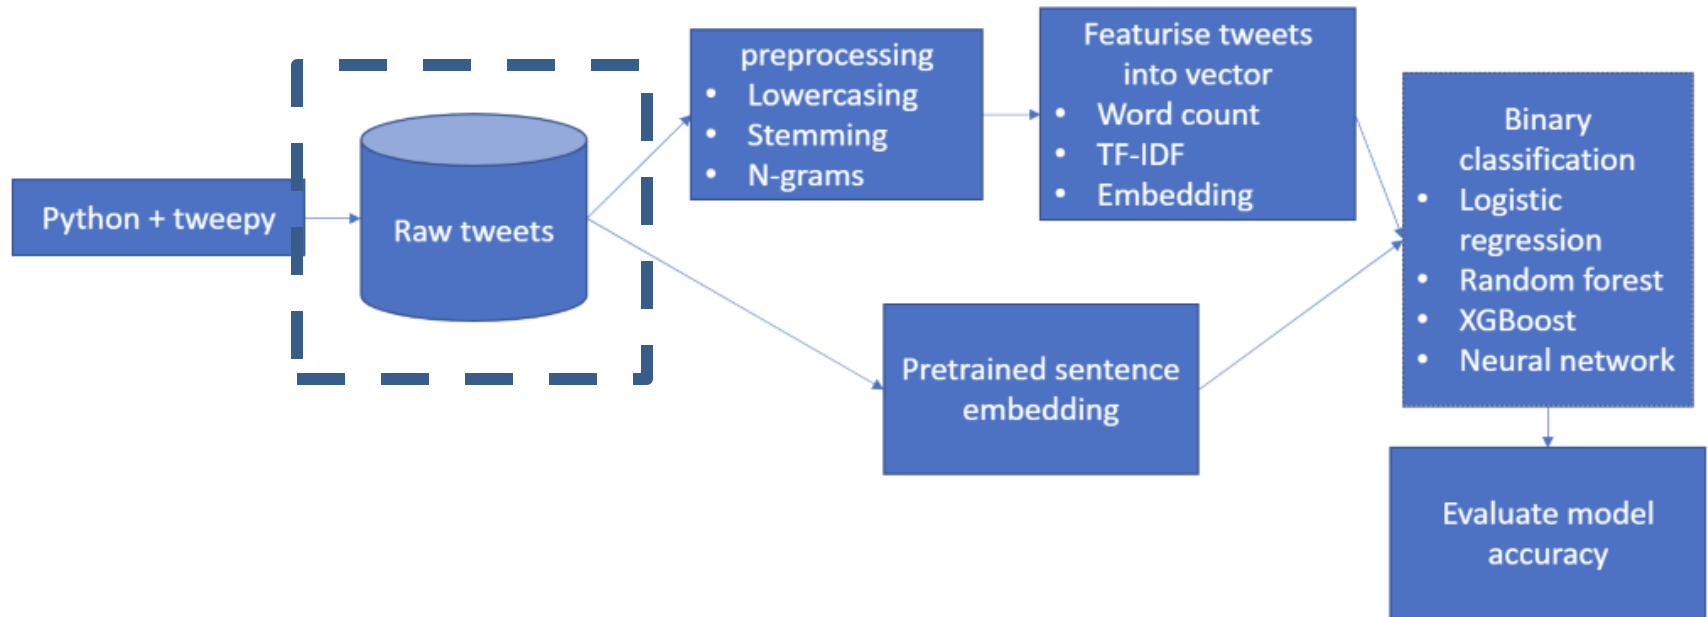 Python + tweepy
Raw tweets
preprocessing
• Lowercasing
• Stemming
• N-grams
Featurise tweets
into vector
• Word count
• TF-IDF
• Embedding
Pretrained sentence
embedding
Binary
classification
• Logistic
regression
• Random forest
• XGBoost
• Neural network
Evaluate model
accuracy